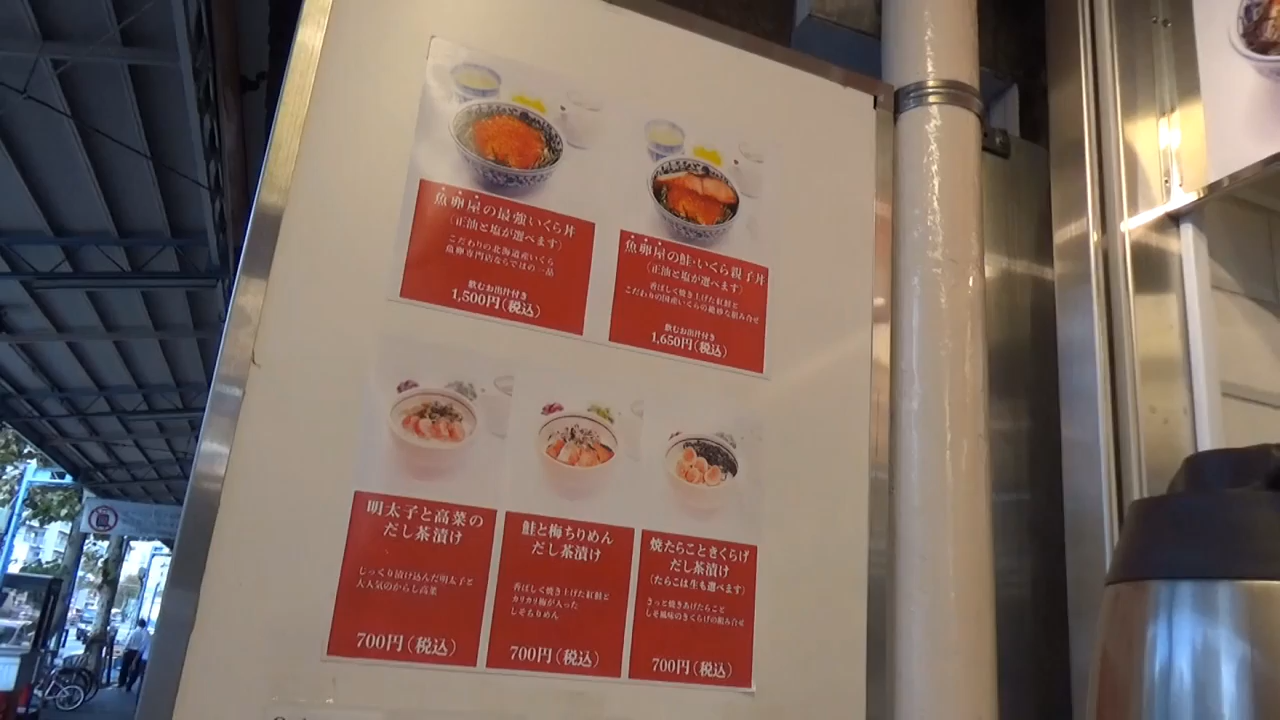 魚卵屋の最強いくら丼
(正油と塩が選べます)
こだわりの北海道産いくら
魚卵専門店ならではの一品
飲むお出汁付き
1,500円(税込)
魚卵屋の鮭・いくら親子丼
(正油と塩が選べます)
香ばしく焼き上げた紅鮭と
こだわりの国産いくらの絶妙な組み合せ
飲むお出汁付き
1,650円(税込)
明太子と高菜の
だし茶漬け
じっくり漬け込んだ明太子と
大人気のからし高菜
700円(税込)
鮭と梅ちりめん
だし茶漬け
香ばしく焼き上げた紅鮭と
カリカリ梅が入った
しそちりめん
700円(税込)
焼たらこときくらげ
だし茶漬け
(たらこは生も選べます)
さっと焼きあげたらこと
しそ風味のきくらげの組み合せ
700円(税込)